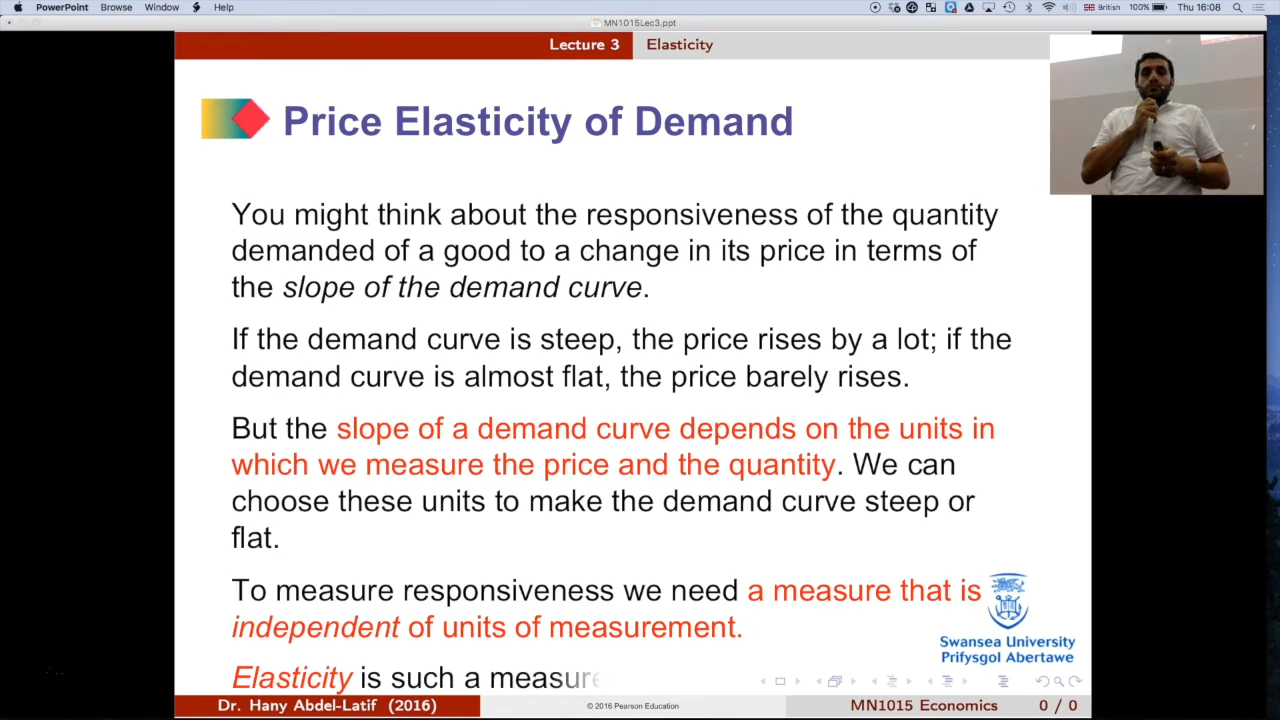 PowerPoint Browse Window Help British 100% Thu 16:08
MN1015Lec3.ppt
Lecture 3 Elasticity
Price Elasticity of Demand
You might think about the responsiveness of the quantity
demanded of a good to a change in its price in terms of
the slope of the demand curve.
If the demand curve is steep, the price rises by a lot; if the
demand curve is almost flat, the price barely rises.
But the slope of a demand curve depends on the units in
which we measure the price and the quantity. We can
choose these units to make the demand curve steep or
flat.
To measure responsiveness we need a measure that is
independent of units of measurement.
Swansea University
Prifysgol Abertawe
Elasticity is such a measure
Dr. Hany Abdel-Latif (2016) © 2016 Pearson Education MN1015 Economics 0 / 0